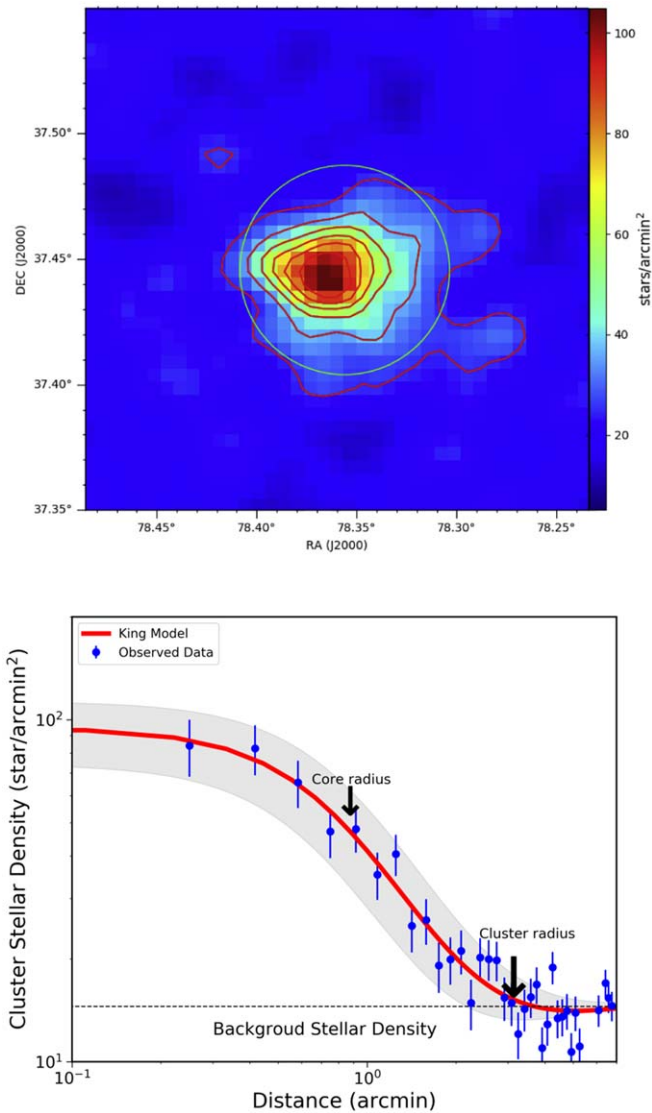 37.50°
37.45°
37.40°
37.35°
DEC (J2000)
78.45°
78.40°
78.35°
78.30°
78.25°
RA (J2000)
100
80
60
40
20
stars/arcmin²
King Model
Observed Data
Core radius
Cluster radius
Backgroud Stellar Density
10²
10¹
Cluster Stellar Density (star/arcmin²)
10⁻¹
10⁰
Distance (arcmin)